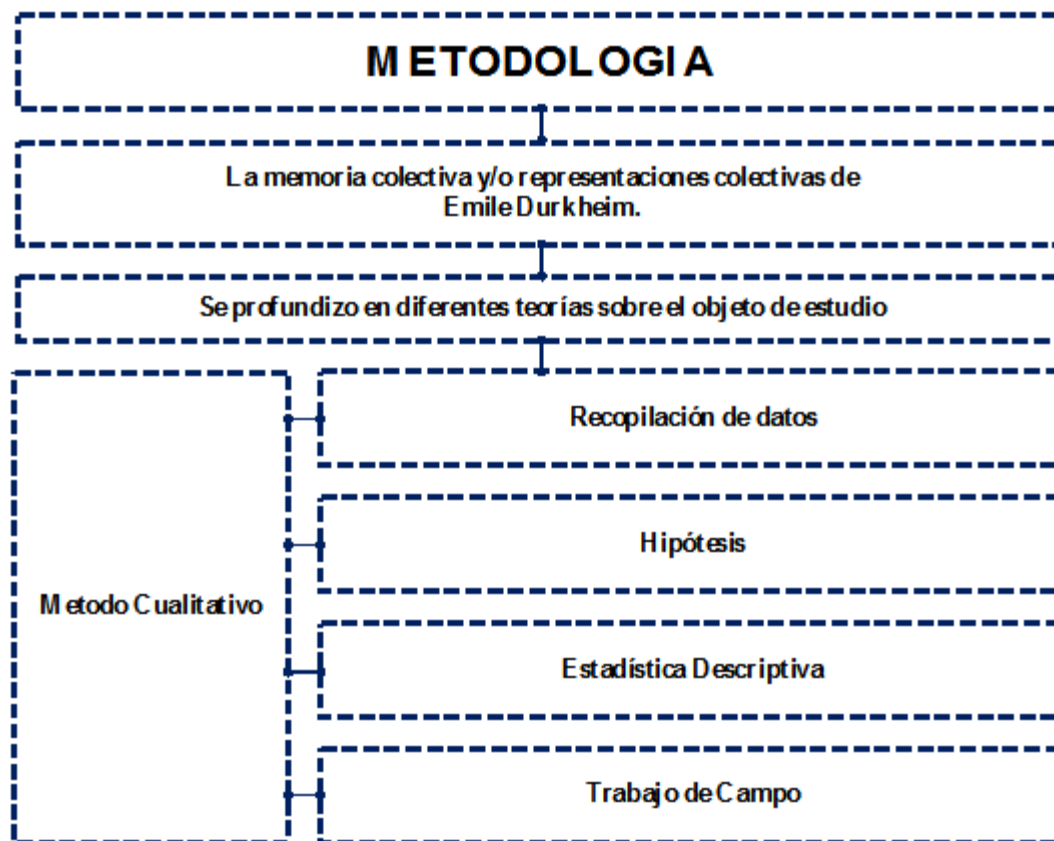 METODOLOGIA
La memoria colectiva y/o representaciones colectivas de
Emile Durkheim.
Se profundizo en diferentes teorías sobre el objeto de estudio
Recopilación de datos
Hipótesis
Metodo Cualitativo
Estadística Descriptiva
Trabajo de Campo